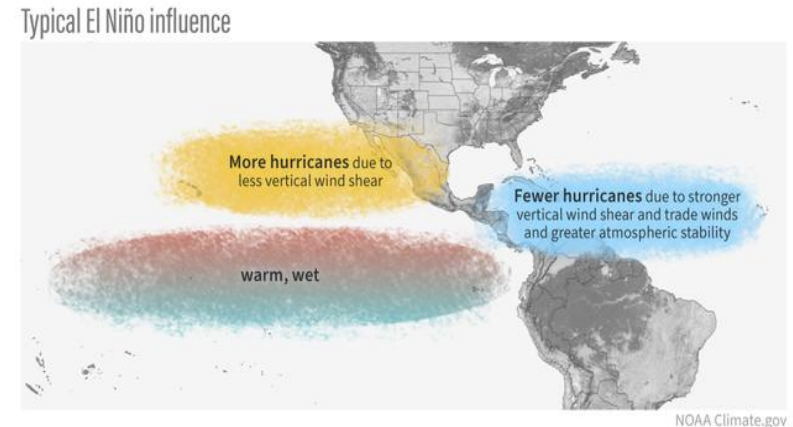 Typical El Niño influence
More hurricanes due to
less vertical wind shear
Fewer hurricanes due to stronger
vertical wind shear and trade winds
and greater atmospheric stability
warm, wet
NOAA Climate.gov